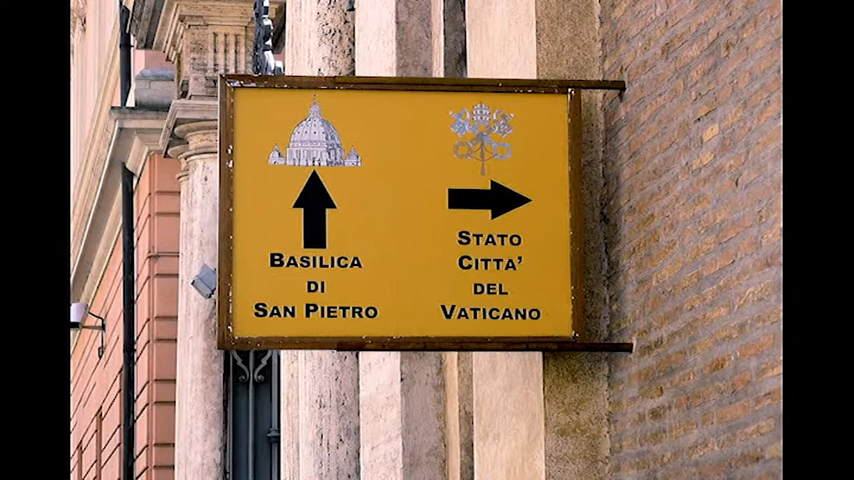 BASILICA
DI
SAN PIETRO
STATO
CITTA'
DEL
VATICANO